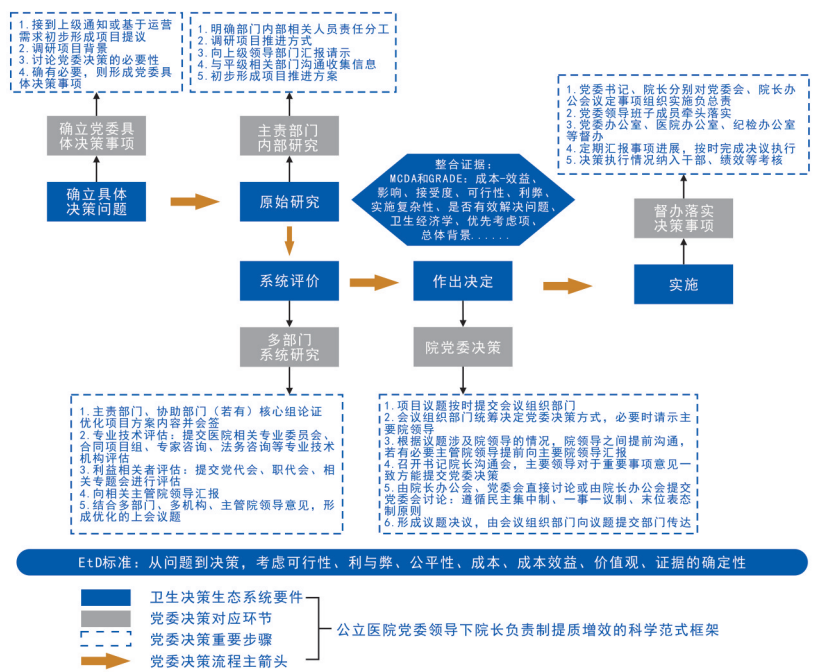 1. 接到上级通知或基于运营
需求初步形成项目提议
2. 调研项目背景
3. 讨论党委决策的必要性
4. 确有必要，则形成党委具
体决策事项
1. 明确部门内部相关人员责任分工
2. 调研项目推进方式
3. 向上级领导部门汇报请示
4. 与平级相关部门沟通收集信息
5. 初步形成项目推进方案
1. 党委书记、院长分别对党委会、院长办
公会议定事项组织实施负总责
2. 党委领导班子成员牵头落实
3. 党委办公室、医院办公室、纪检办公室
等督办
4. 定期汇报事项进展，按时完成决议执行
5. 决策执行情况纳入干部、绩效等考核
确立党委具
体决策事项
主责部门
内部研究
整合证据：
MCDA和GRADE：成本-效益、
影响、接受度、可行性、利弊、
实施复杂性、是否有效解决问题、
卫生经济学、优先考虑项、
总体背景......
督办落实
决策事项
确立具体
决策问题
原始研究
系统评价
作出决定
实施
多部门
系统研究
院党委决策
1. 主责部门、协助部门（若有）核心组论证
优化项目方案内容并会签
2. 专业技术评估：提交医院相关专业委员会、
合同项目组、专家咨询、法务咨询等专业技术
机构评估
3. 利益相关者评估：提交党代会、职代会、相
关专题会进行评估
4. 向相关主管院领导汇报
5. 结合多部门、多机构、主管院领导意见，形
成优化的上会议题
1. 项目议题按时提交会议组织部门
2. 会议组织部门统筹决定党委决策方式，必要时请示主
要院领导
3. 根据议题涉及院领导的情况，院领导之间提前沟通，
若有必要主管院领导提前向主要院领导汇报
4. 召开书记院长沟通会，主要领导对于重要事项意见一
致方能提交党委决策
5. 由院长办公会、党委会直接讨论或由院长办公会提交
党委会讨论：遵循民主集中制、一事一议制、末位表态
制原则
6. 形成议题决议，由会议组织部门向议题提交部门传达
EtD标准：从问题到决策，考虑可行性、利与弊、公平性、成本、成本效益、价值观、证据的确定性
卫生决策生态系统要件
党委决策对应环节
党委决策重要步骤
党委决策流程主箭头
公立医院党委领导下院长负责制提质增效的科学范式框架